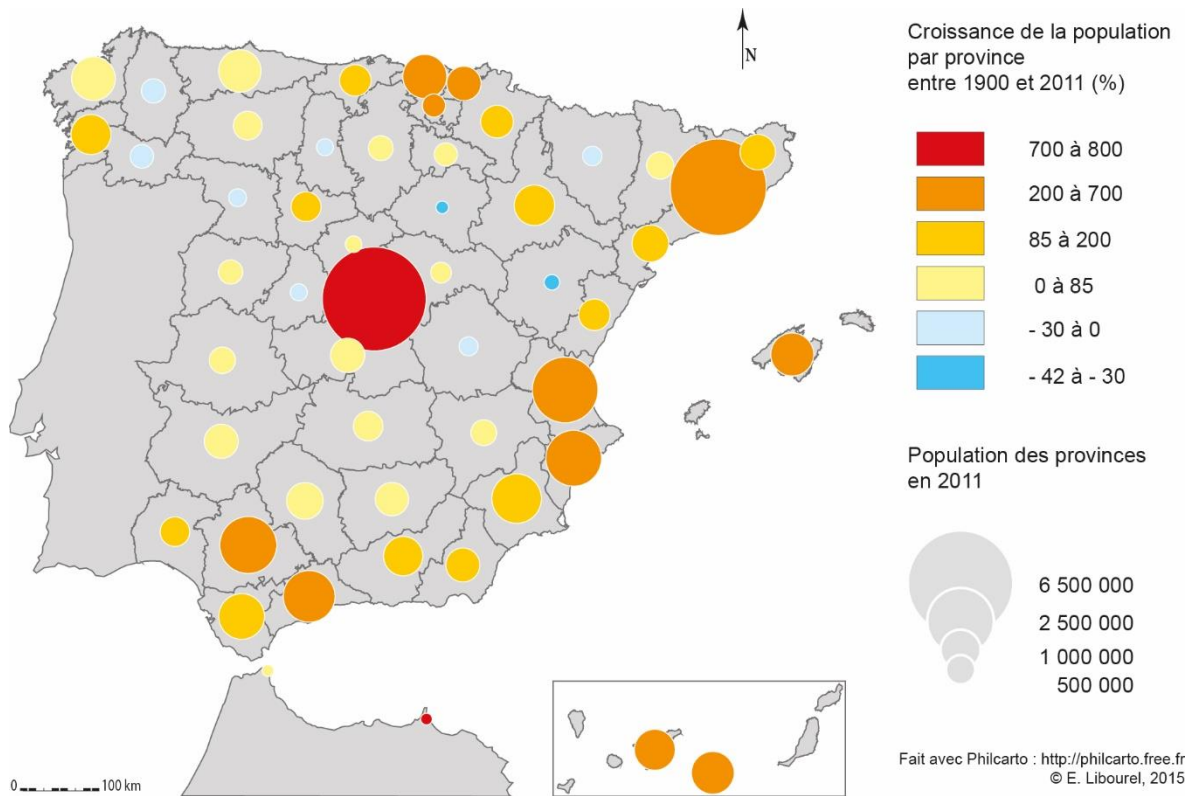 N
Croissance de la population
par province
entre 1900 et 2011 (%)
700 à 800
200 à 700
85 à 200
0 à 85
- 30 à 0
- 42 à - 30
Population des provinces
en 2011
6 500 000
2 500 000
1 000 000
500 000
0 100 km
Fait avec Philcarto : http://philcarto.free.fr
© E. Libourel, 2015